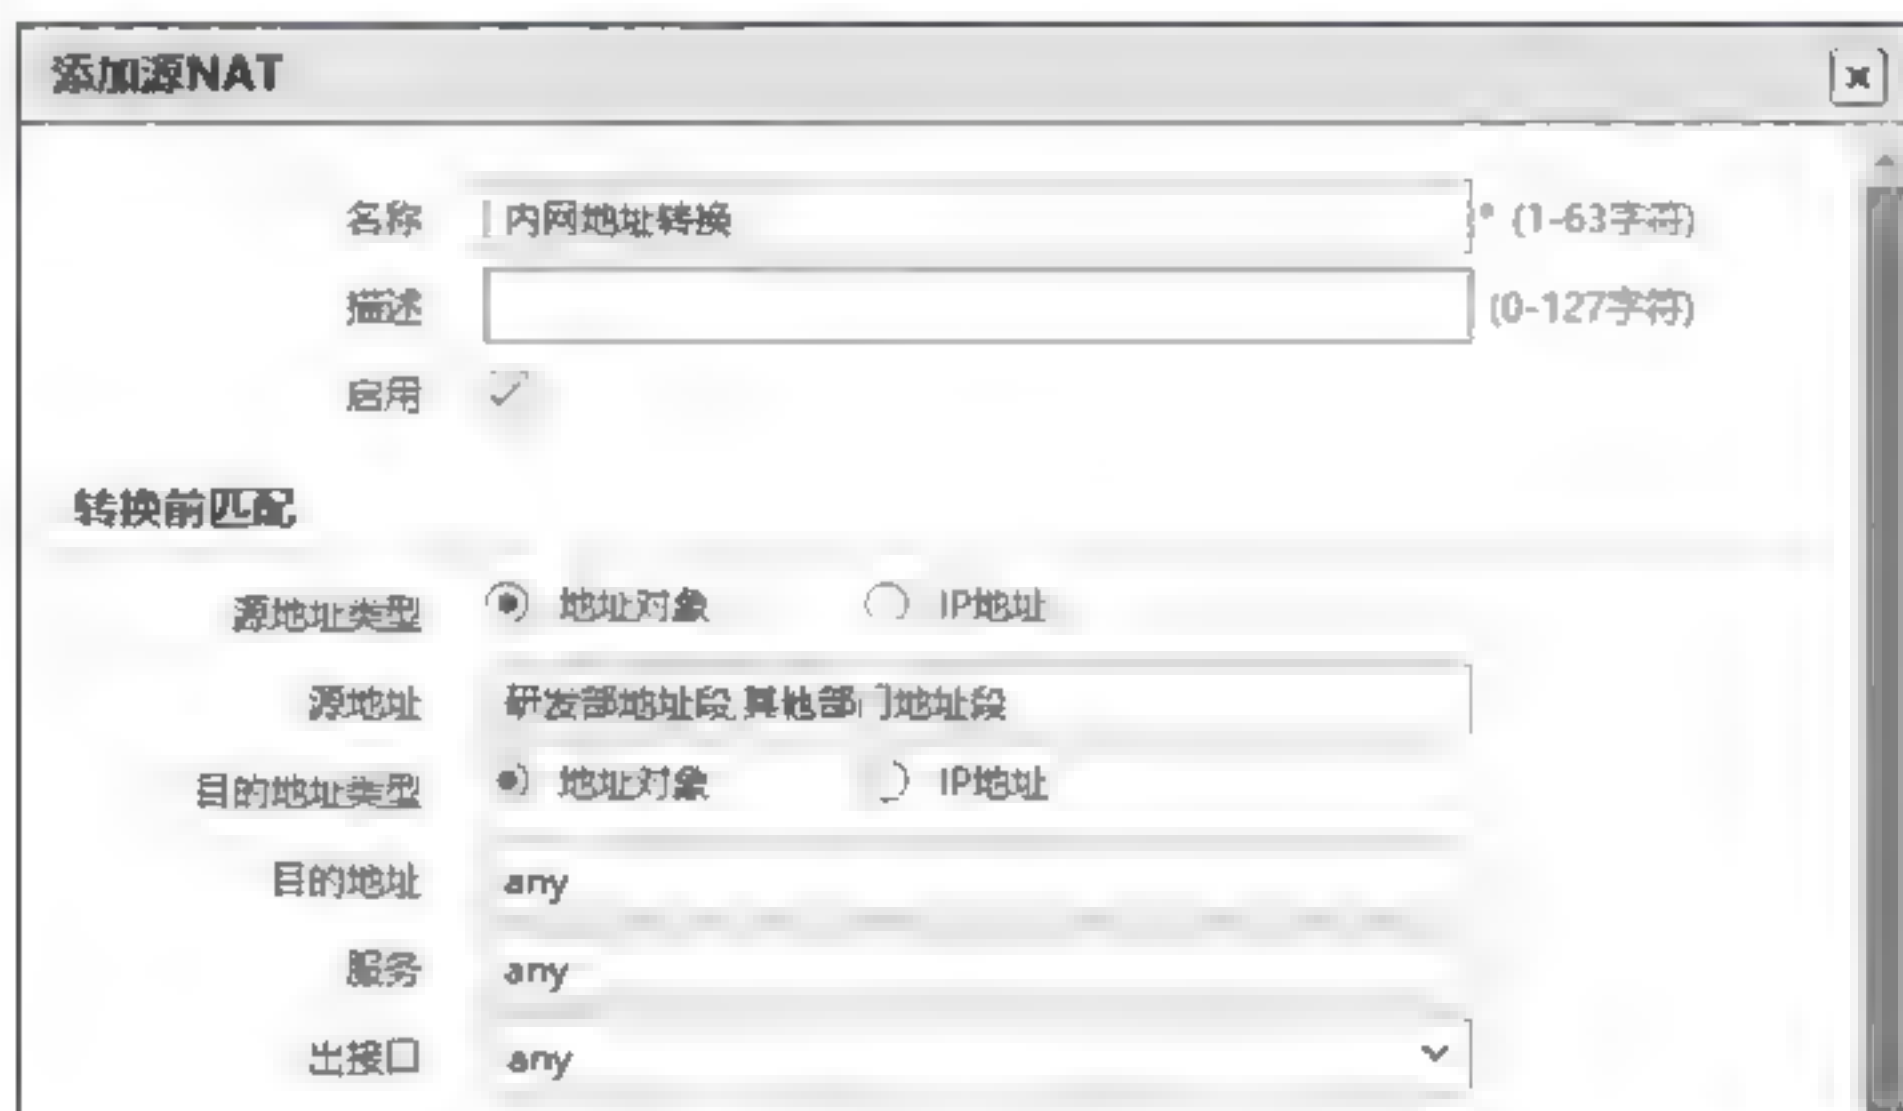 添加源NAT
名称 内网地址转换 * (1-63字符)
描述 (0-127字符)
启用
转换前匹配
源地址类型 地址对象 IP地址
源地址 研发部地址段,其他部门地址段
目的地址类型 地址对象 IP地址
目的地址 any
服务 any
出接口 any